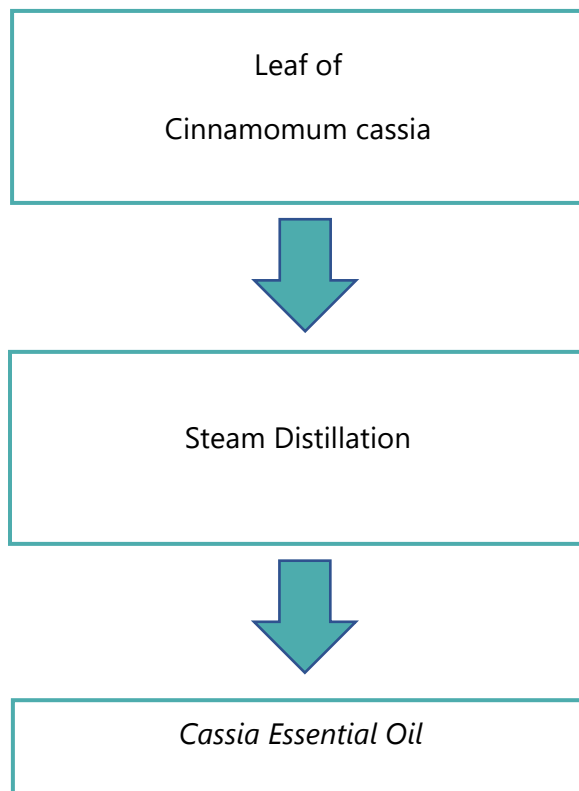 Leaf of
Cinnamomum cassia
Steam Distillation
Cassia Essential Oil